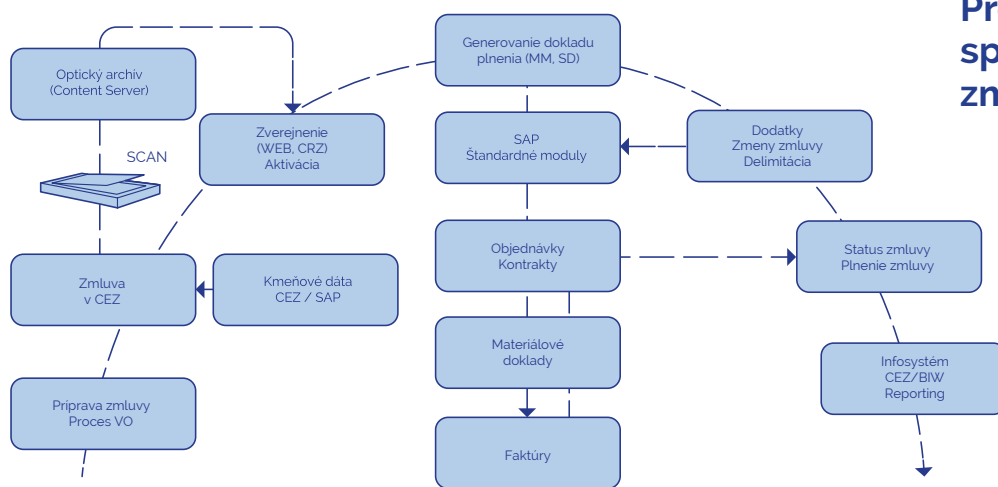 Pr
sp
zm
Generovanie dokladu
plnenia (MM, SD)
Optický archív
(Content Server)
Zverejnenie
(WEB, CRZ)
Aktivácia
SAP
Štandardné moduly
Dodatky
Zmeny zmluvy
Delimitácia
SCAN
Objednávky
Kontrakty
Status zmluvy
Plnenie zmluvy
Zmluva
v CEZ
Kmeňové dáta
CEZ / SAP
Materiálové
doklady
Infosystém
CEZ/BIW
Reporting
Príprava zmluvy
Proces VO
Faktúry